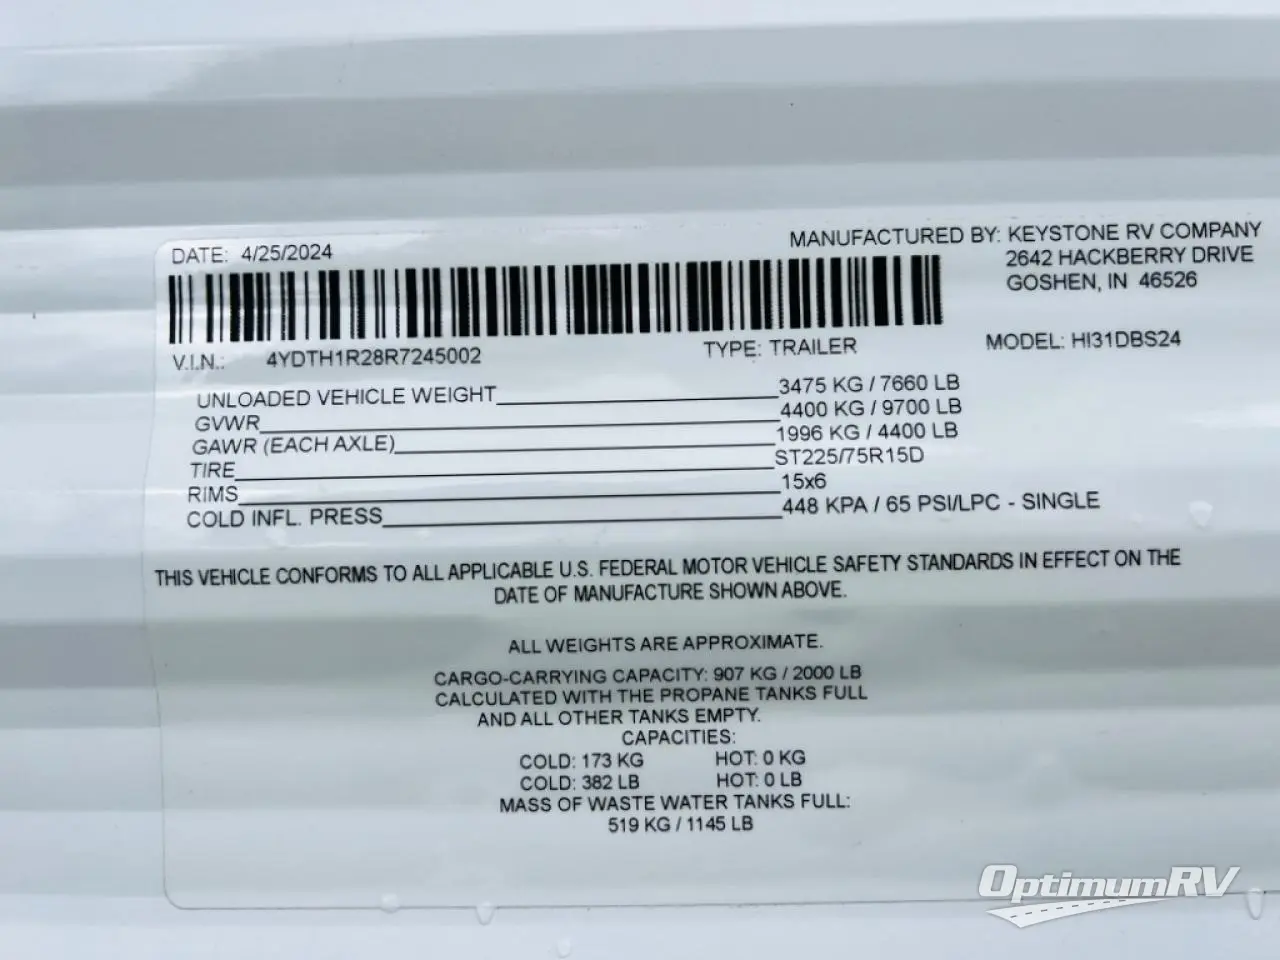 DATE: 4/25/2024
MANUFACTURED BY: KEYSTONE RV COMPANY
2642 HACKBERRY DRIVE
GOSHEN, IN 46526
V.I.N.: 4YDTH1R28R7245002 TYPE: TRAILER MODEL: HI31DBS24
UNLOADED VEHICLE WEIGHT 3475 KG / 7660 LB
GVWR 4400 KG / 9700 LB
GAWR (EACH AXLE) 1996 KG / 4400 LB
TIRE ST225/75R15D
RIMS 15x6
COLD INFL. PRESS 448 KPA / 65 PSI/LPC - SINGLE
THIS VEHICLE CONFORMS TO ALL APPLICABLE U.S. FEDERAL MOTOR VEHICLE SAFETY STANDARDS IN EFFECT ON THE
DATE OF MANUFACTURE SHOWN ABOVE.
ALL WEIGHTS ARE APPROXIMATE.
CARGO-CARRYING CAPACITY: 907 KG / 2000 LB
CALCULATED WITH THE PROPANE TANKS FULL
AND ALL OTHER TANKS EMPTY.
CAPACITIES:
COLD: 173 KG HOT: 0 KG
COLD: 382 LB HOT: 0 LB
MASS OF WASTE WATER TANKS FULL:
519 KG / 1145 LB
OptimumRV